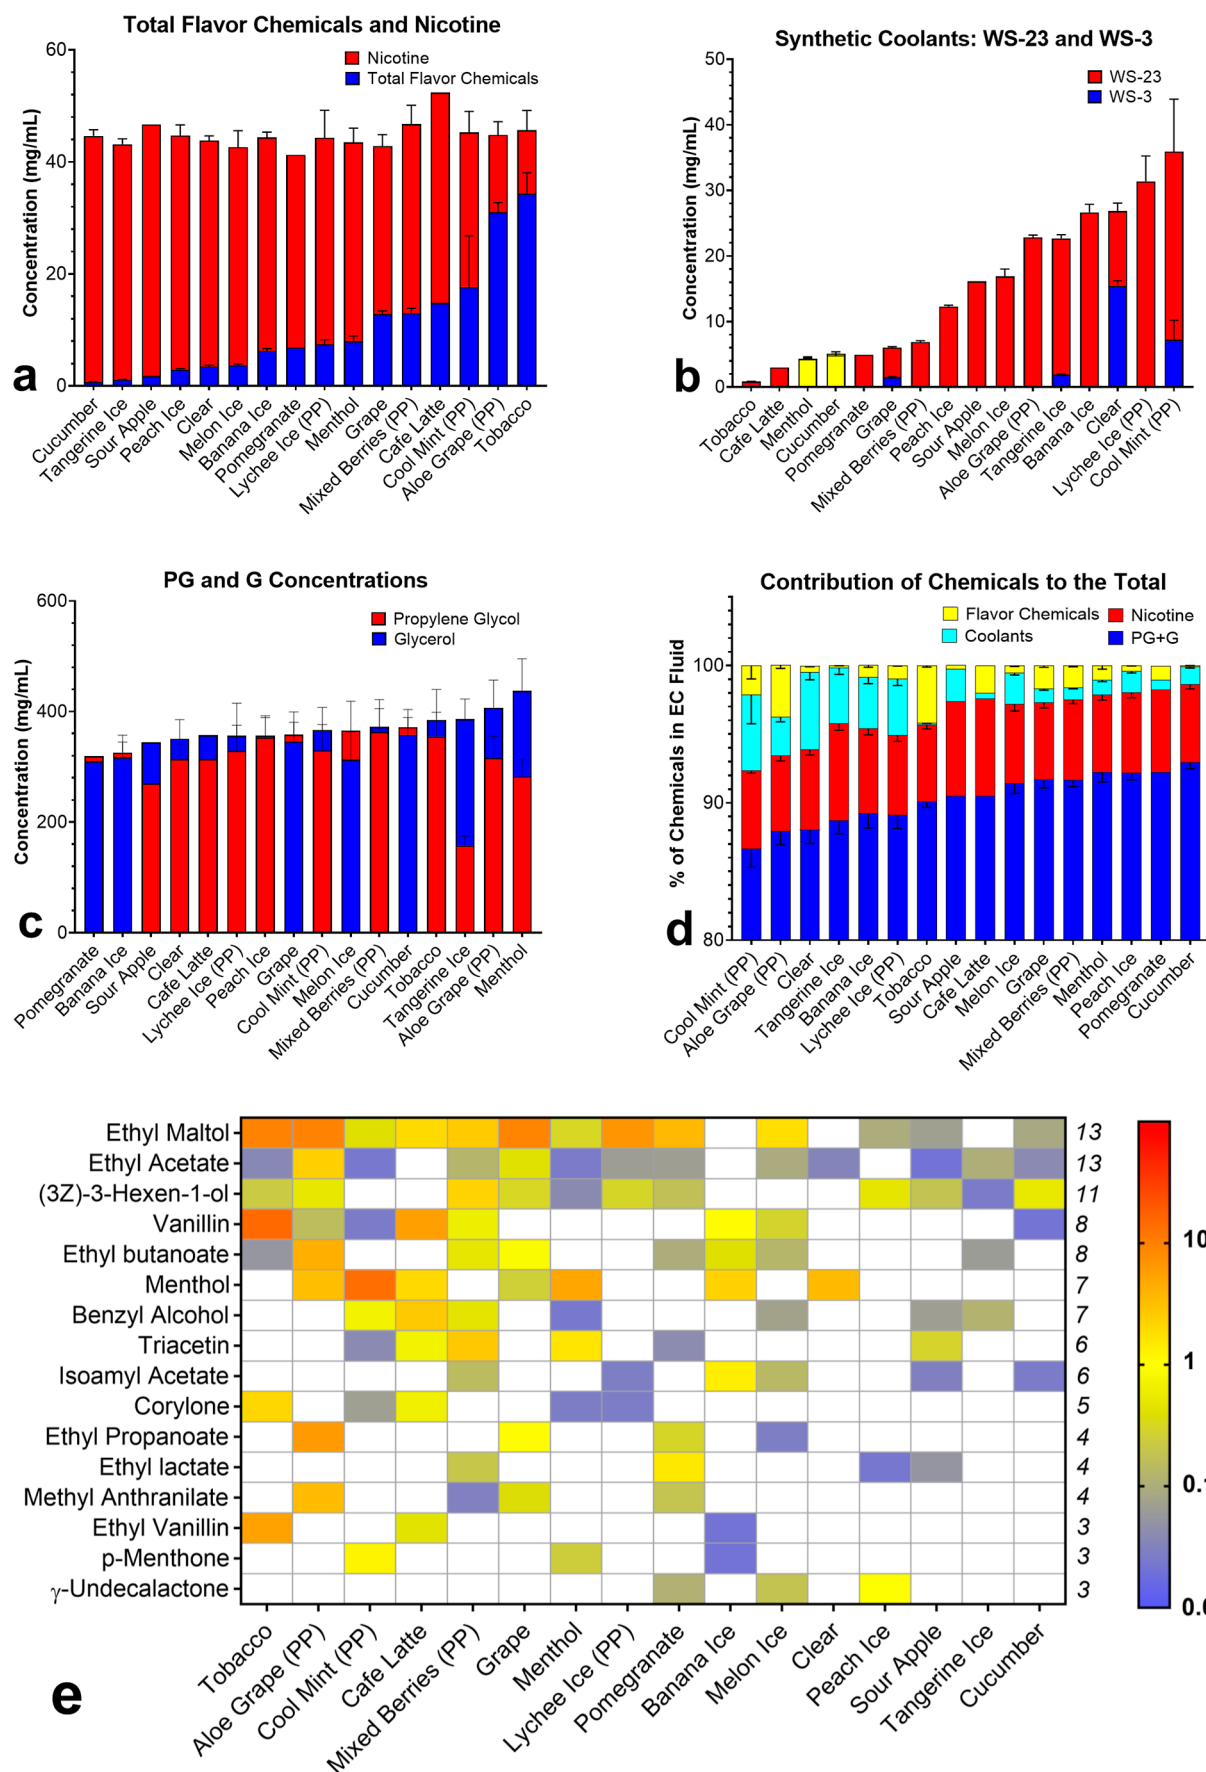 Total Flavor Chemicals and Nicotine
Concentration (mg/mL)
60
40
20
0
Nicotine
Total Flavor Chemicals
Cucumber
Tangerine Ice
Sour Apple
Peach Ice
Clear
Melon Ice
Banana Ice
Pomegranate
Lychee Ice (PP)
Menthol
Grape
Mixed Berries (PP)
Cafe Latte
Cool Mint (PP)
Aloe Grape (PP)
Tobacco
a
Synthetic Coolants: WS-23 and WS-3
Concentration (mg/mL)
50
40
30
20
10
0
WS-23
WS-3
Tobacco
Cafe Latte
Menthol
Cucumber
Pomegranate
Grape
Mixed Berries (PP)
Peach Ice
Sour Apple
Melon Ice
Aloe Grape (PP)
Tangerine Ice
Banana Ice
Clear
Lychee Ice (PP)
Cool Mint (PP)
b
PG and G Concentrations
Concentration (mg/mL)
600
400
200
0
Propylene Glycol
Glycerol
Pomegranate
Banana Ice
Sour Apple
Clear
Cafe Latte
Lychee Ice (PP)
Peach Ice
Grape
Cool Mint (PP)
Melon Ice
Mixed Berries (PP)
Cucumber
Tobacco
Tangerine Ice
Aloe Grape (PP)
Menthol
c
Contribution of Chemicals to the Total
% of Chemicals in EC Fluid
100
90
80
Flavor Chemicals
Nicotine
Coolants
PG+G
Cool Mint (PP)
Aloe Grape (PP)
Clear
Tangerine Ice
Banana Ice
Lychee Ice (PP)
Tobacco
Sour Apple
Cafe Latte
Melon Ice
Grape
Mixed Berries (PP)
Menthol
Peach Ice
Pomegranate
Cucumber
d
Ethyl Maltol 13
Ethyl Acetate 13
(3Z)-3-Hexen-1-ol 11
Vanillin 8
Ethyl butanoate 8
Menthol 7
Benzyl Alcohol 7
Triacetin 6
Isoamyl Acetate 6
Corylone 5
Ethyl Propanoate 4
Ethyl lactate 4
Methyl Anthranilate 4
Ethyl Vanillin 3
p-Menthone 3
γ-Undecalactone 3
10
1
Tobacco
Aloe Grape (PP)
Cool Mint (PP)
Cafe Latte
Mixed Berries (PP)
Grape
Menthol
Lychee Ice (PP)
Pomegranate
Banana Ice
Melon Ice
Clear
Peach Ice
Sour Apple
Tangerine Ice
Cucumber
e